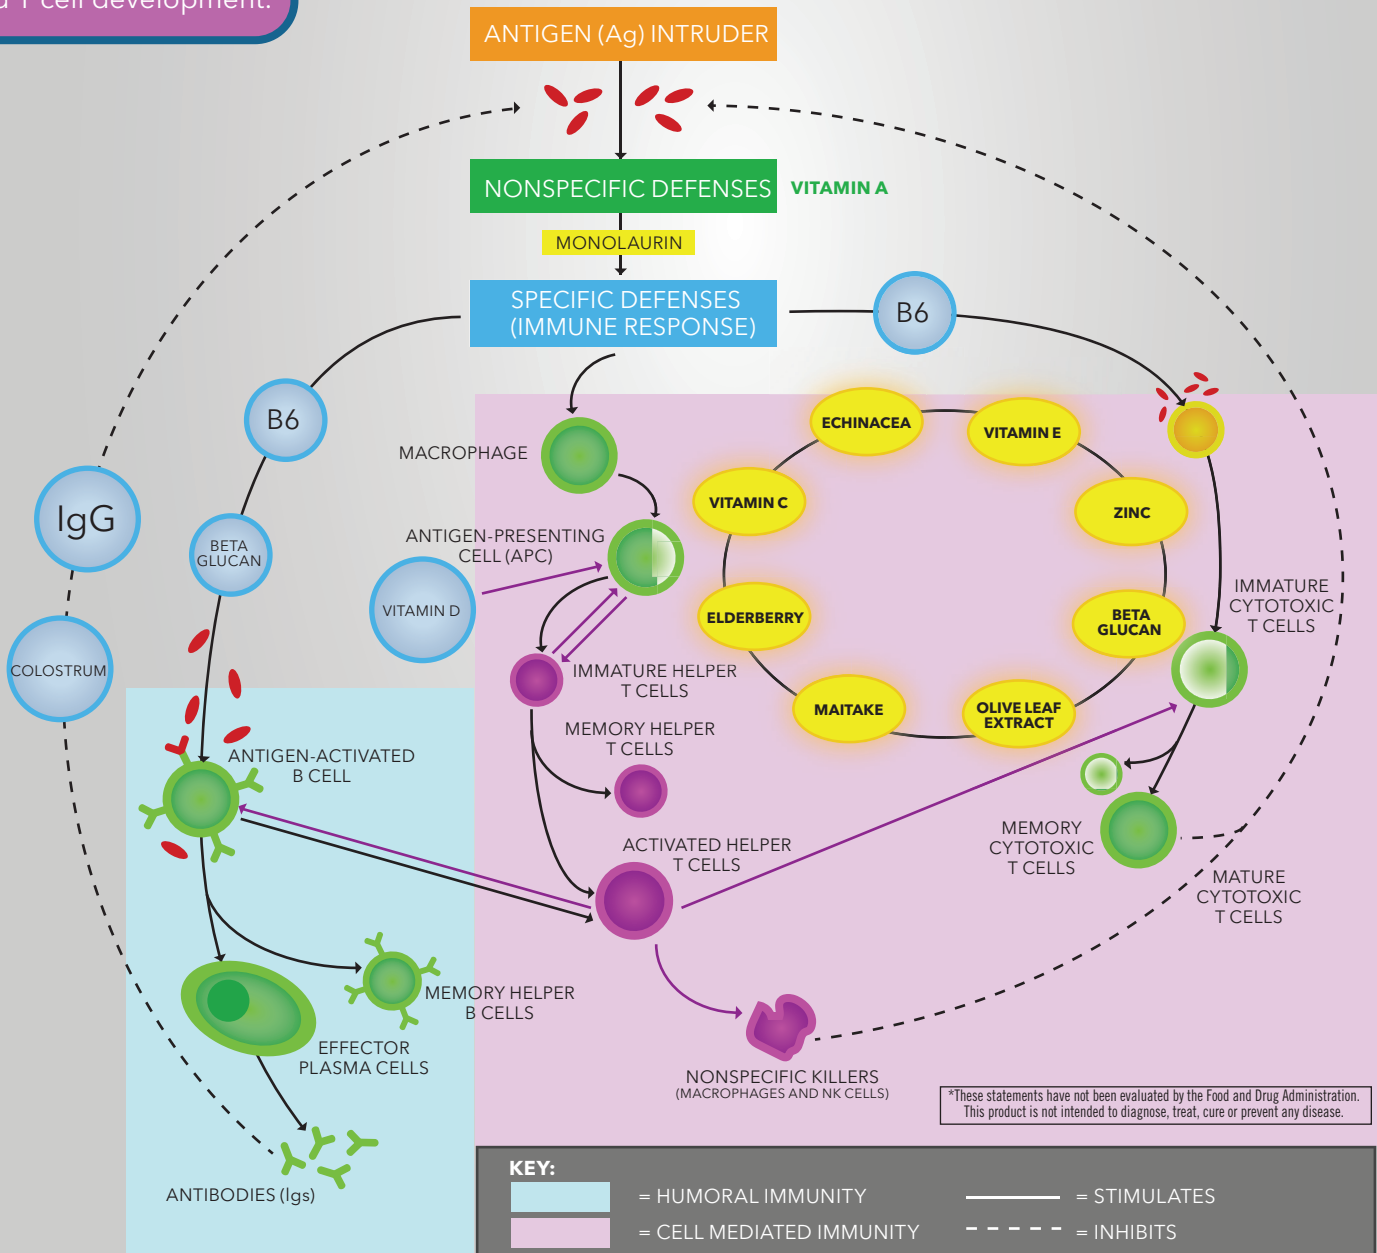 d T cell development.
ANTIGEN (Ag) INTRUDER
NONSPECIFIC DEFENSES
VITAMIN A
MONOLAURIN
SPECIFIC DEFENSES
(IMMUNE RESPONSE)
B6
B6
ECHINACEA
VITAMIN E
MACROPHAGE
VITAMIN C
ZINC
IgG
BETA
GLUCAN
ANTIGEN-PRESENTING
CELL (APC)
VITAMIN D
ELDERBERRY
BETA
GLUCAN
IMMATURE
CYTOTOXIC
T CELLS
COLOSTRUM
IMMATURE HELPER
T CELLS
MAITAKE
OLIVE LEAF
EXTRACT
MEMORY HELPER
T CELLS
ANTIGEN-ACTIVATED
B CELL
ACTIVATED HELPER
T CELLS
MEMORY
CYTOTOXIC
T CELLS
MATURE
CYTOTOXIC
T CELLS
MEMORY HELPER
B CELLS
EFFECTOR
PLASMA CELLS
NONSPECIFIC KILLERS
(MACROPHAGES AND NK CELLS)
*These statements have not been evaluated by the Food and Drug Administration.
This product is not intended to diagnose, treat, cure or prevent any disease.
ANTIBODIES (lgs)
KEY:
= HUMORAL IMMUNITY
= STIMULATES
= CELL MEDIATED IMMUNITY
= INHIBITS